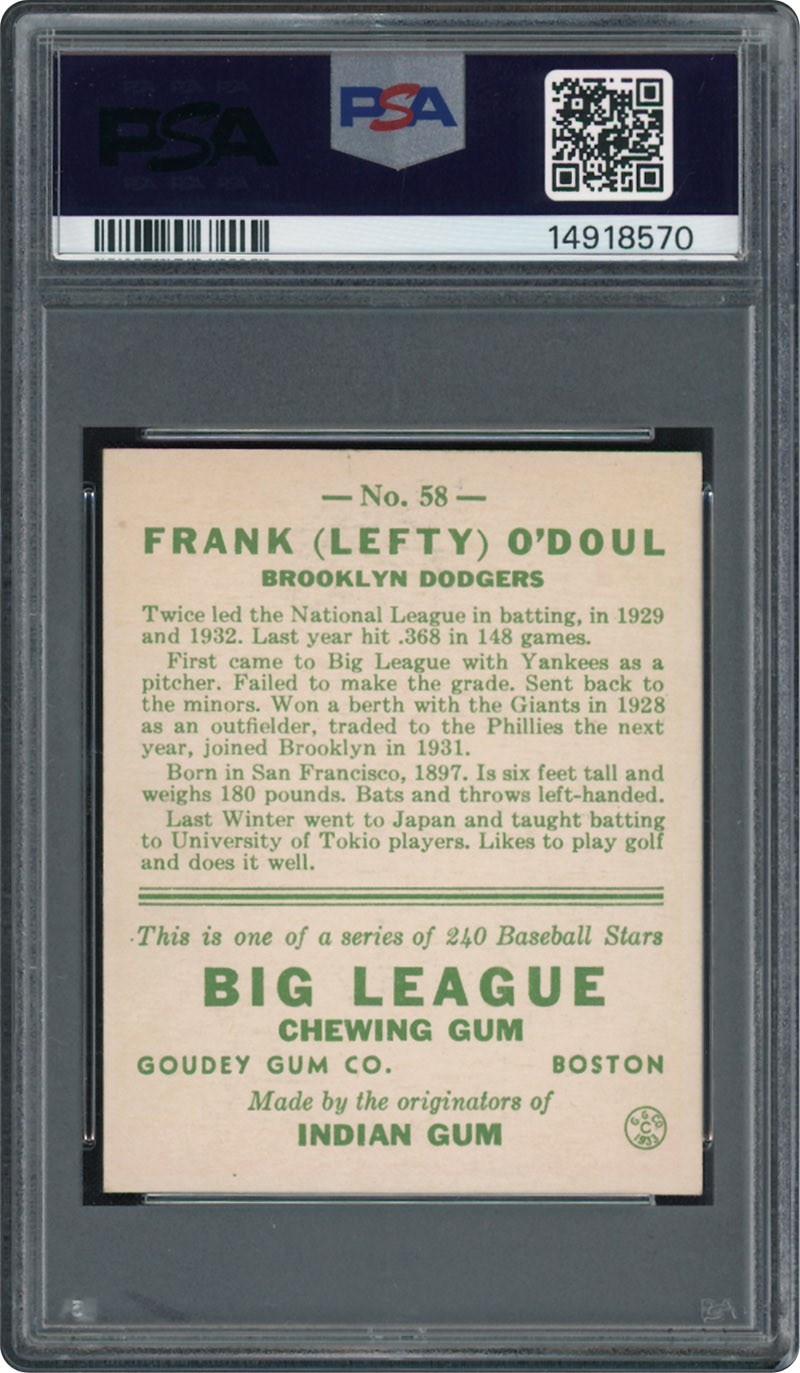 PSA PSA PSA
PSA
PSA PSA PSA
PSA
14918570
— No. 58 —
FRANK (LEFTY) O'DOUL
BROOKLYN DODGERS
Twice led the National League in batting, in 1929
and 1932. Last year hit .368 in 148 games.
First came to Big League with Yankees as a
pitcher. Failed to make the grade. Sent back to
the minors. Won a berth with the Giants in 1928
as an outfielder, traded to the Phillies the next
year, joined Brooklyn in 1931.
Born in San Francisco, 1897. Is six feet tall and
weighs 180 pounds. Bats and throws left-handed.
Last Winter went to Japan and taught batting
to University of Tokio players. Likes to play golf
and does it well.
This is one of a series of 240 Baseball Stars
BIG LEAGUE
CHEWING GUM
GOUDEY GUM CO. BOSTON
Made by the originators of
INDIAN GUM
G. G. CO.
C
1933
PSA